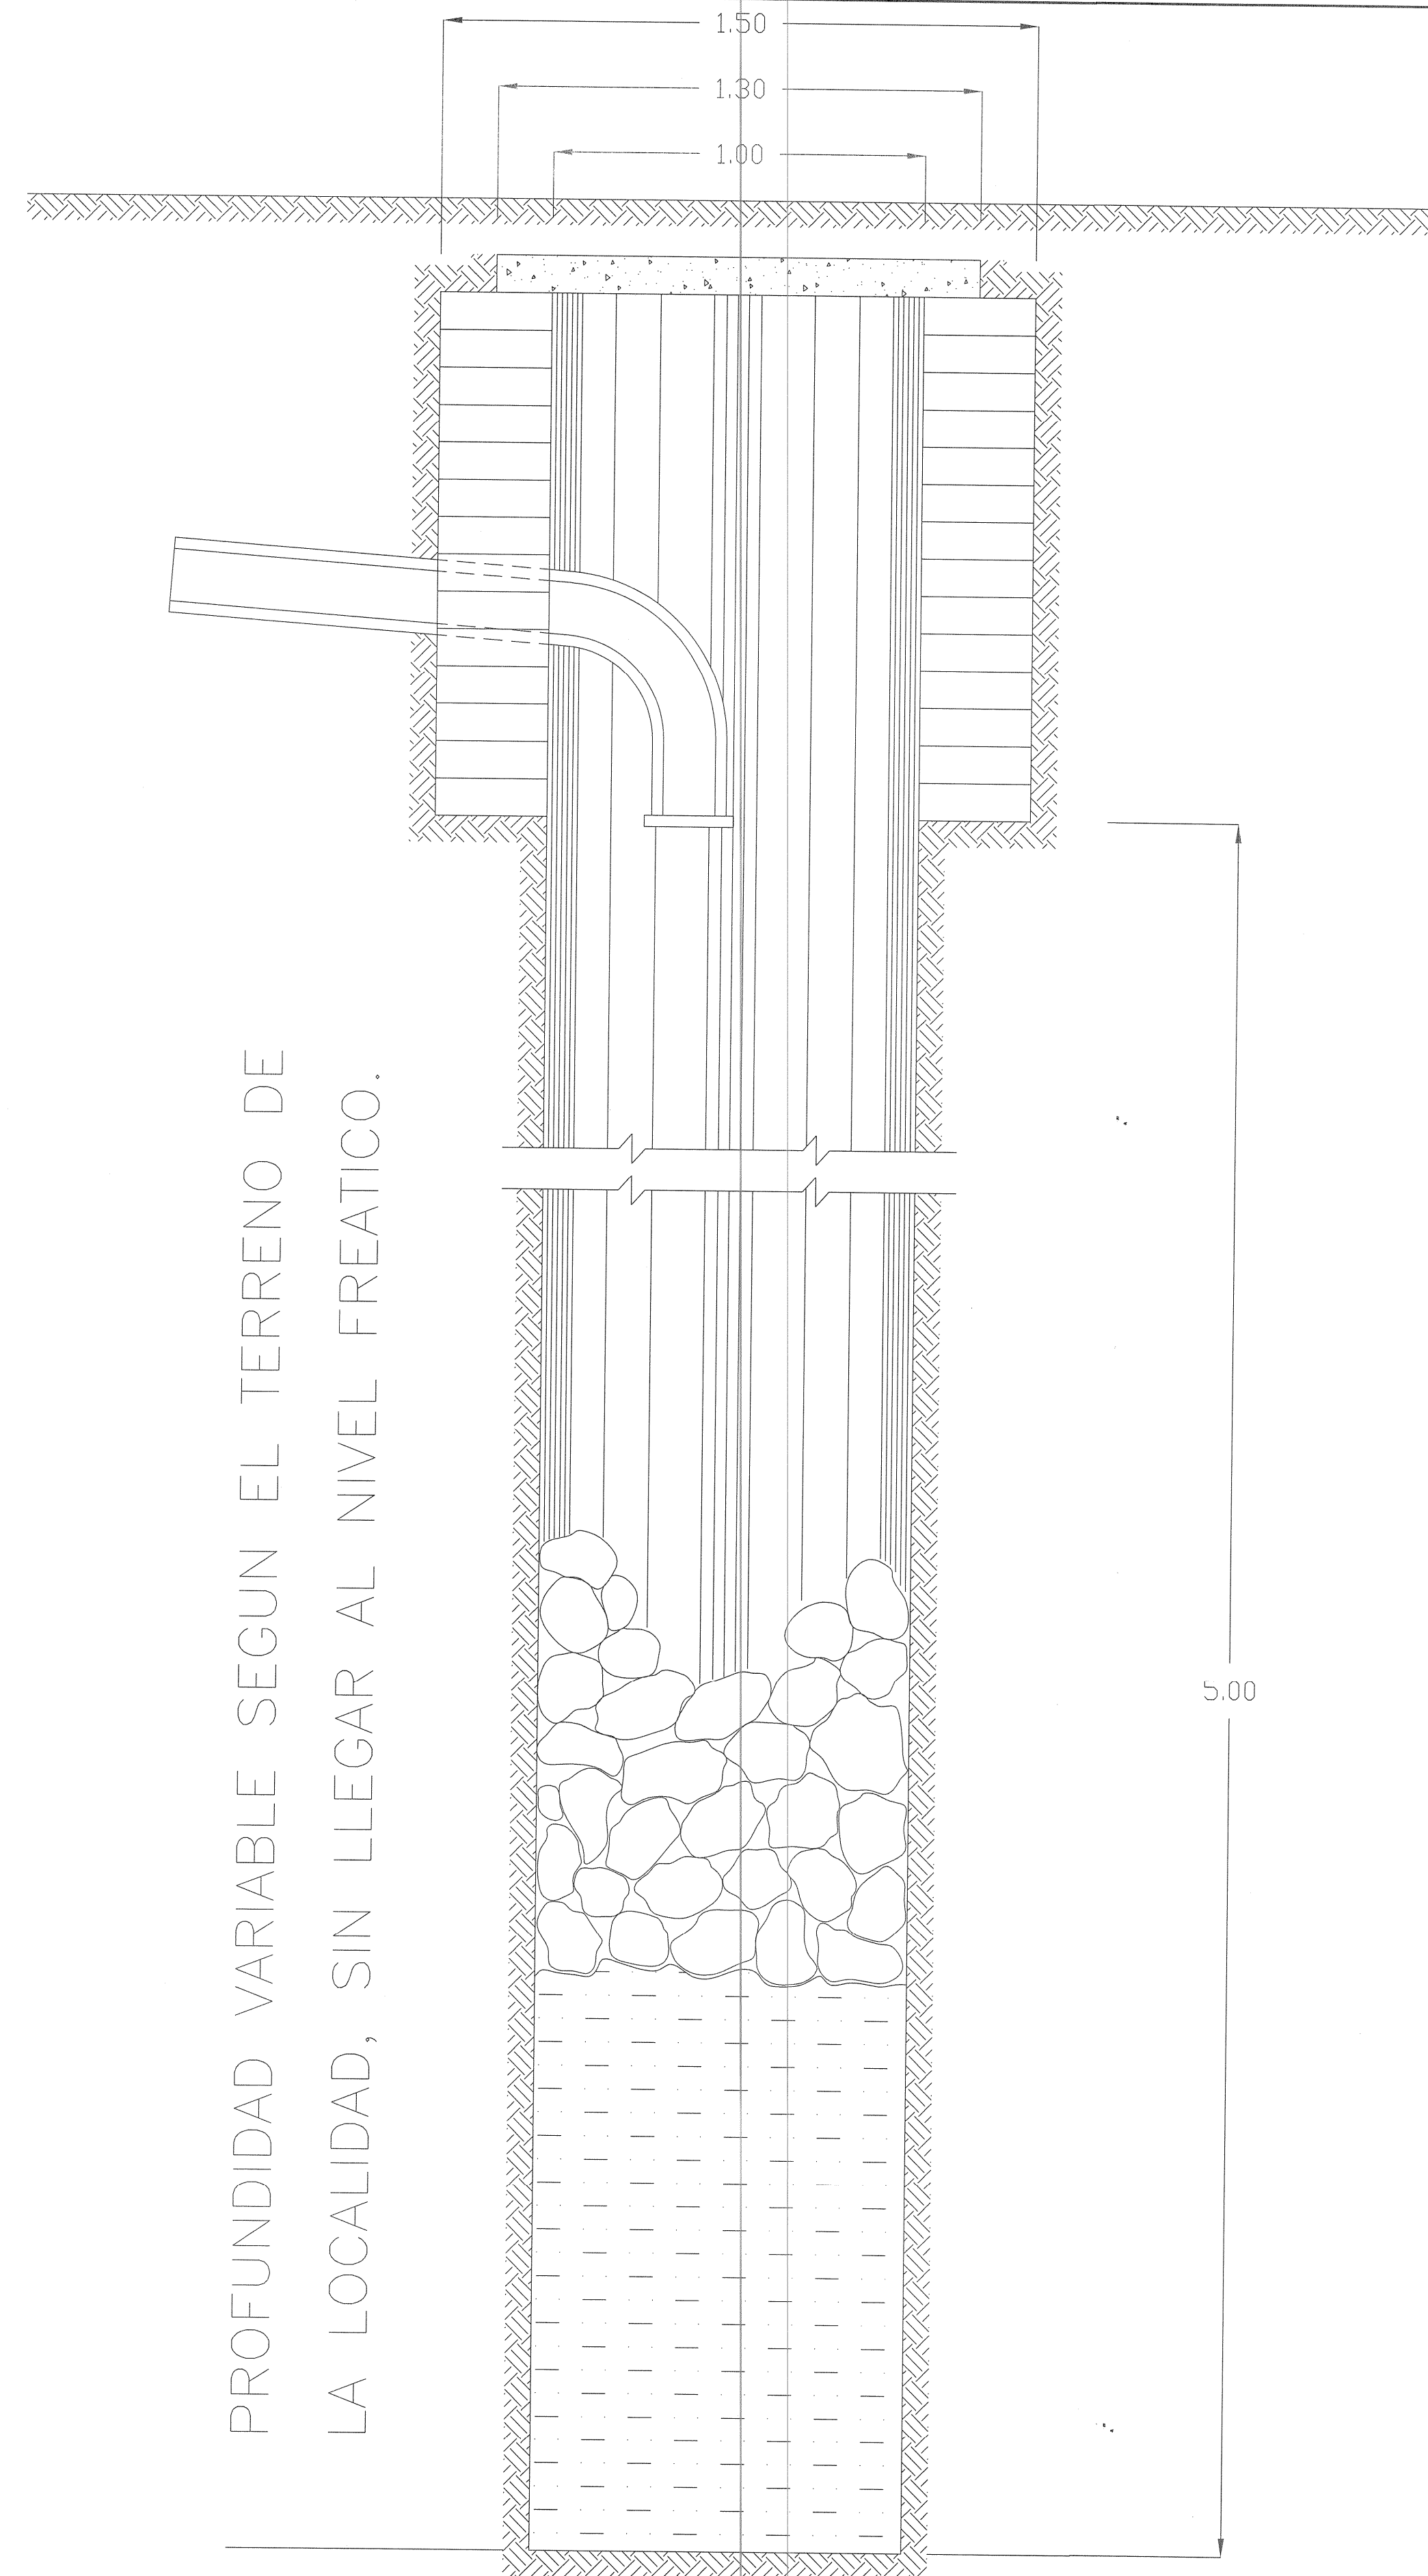 1.50
1.30
1.00
PROFUNDIDAD VARIABLE SEGUN EL TERRENO DE
LA LOCALIDAD, SIN LLEGAR AL NIVEL FREATICO.
5.00